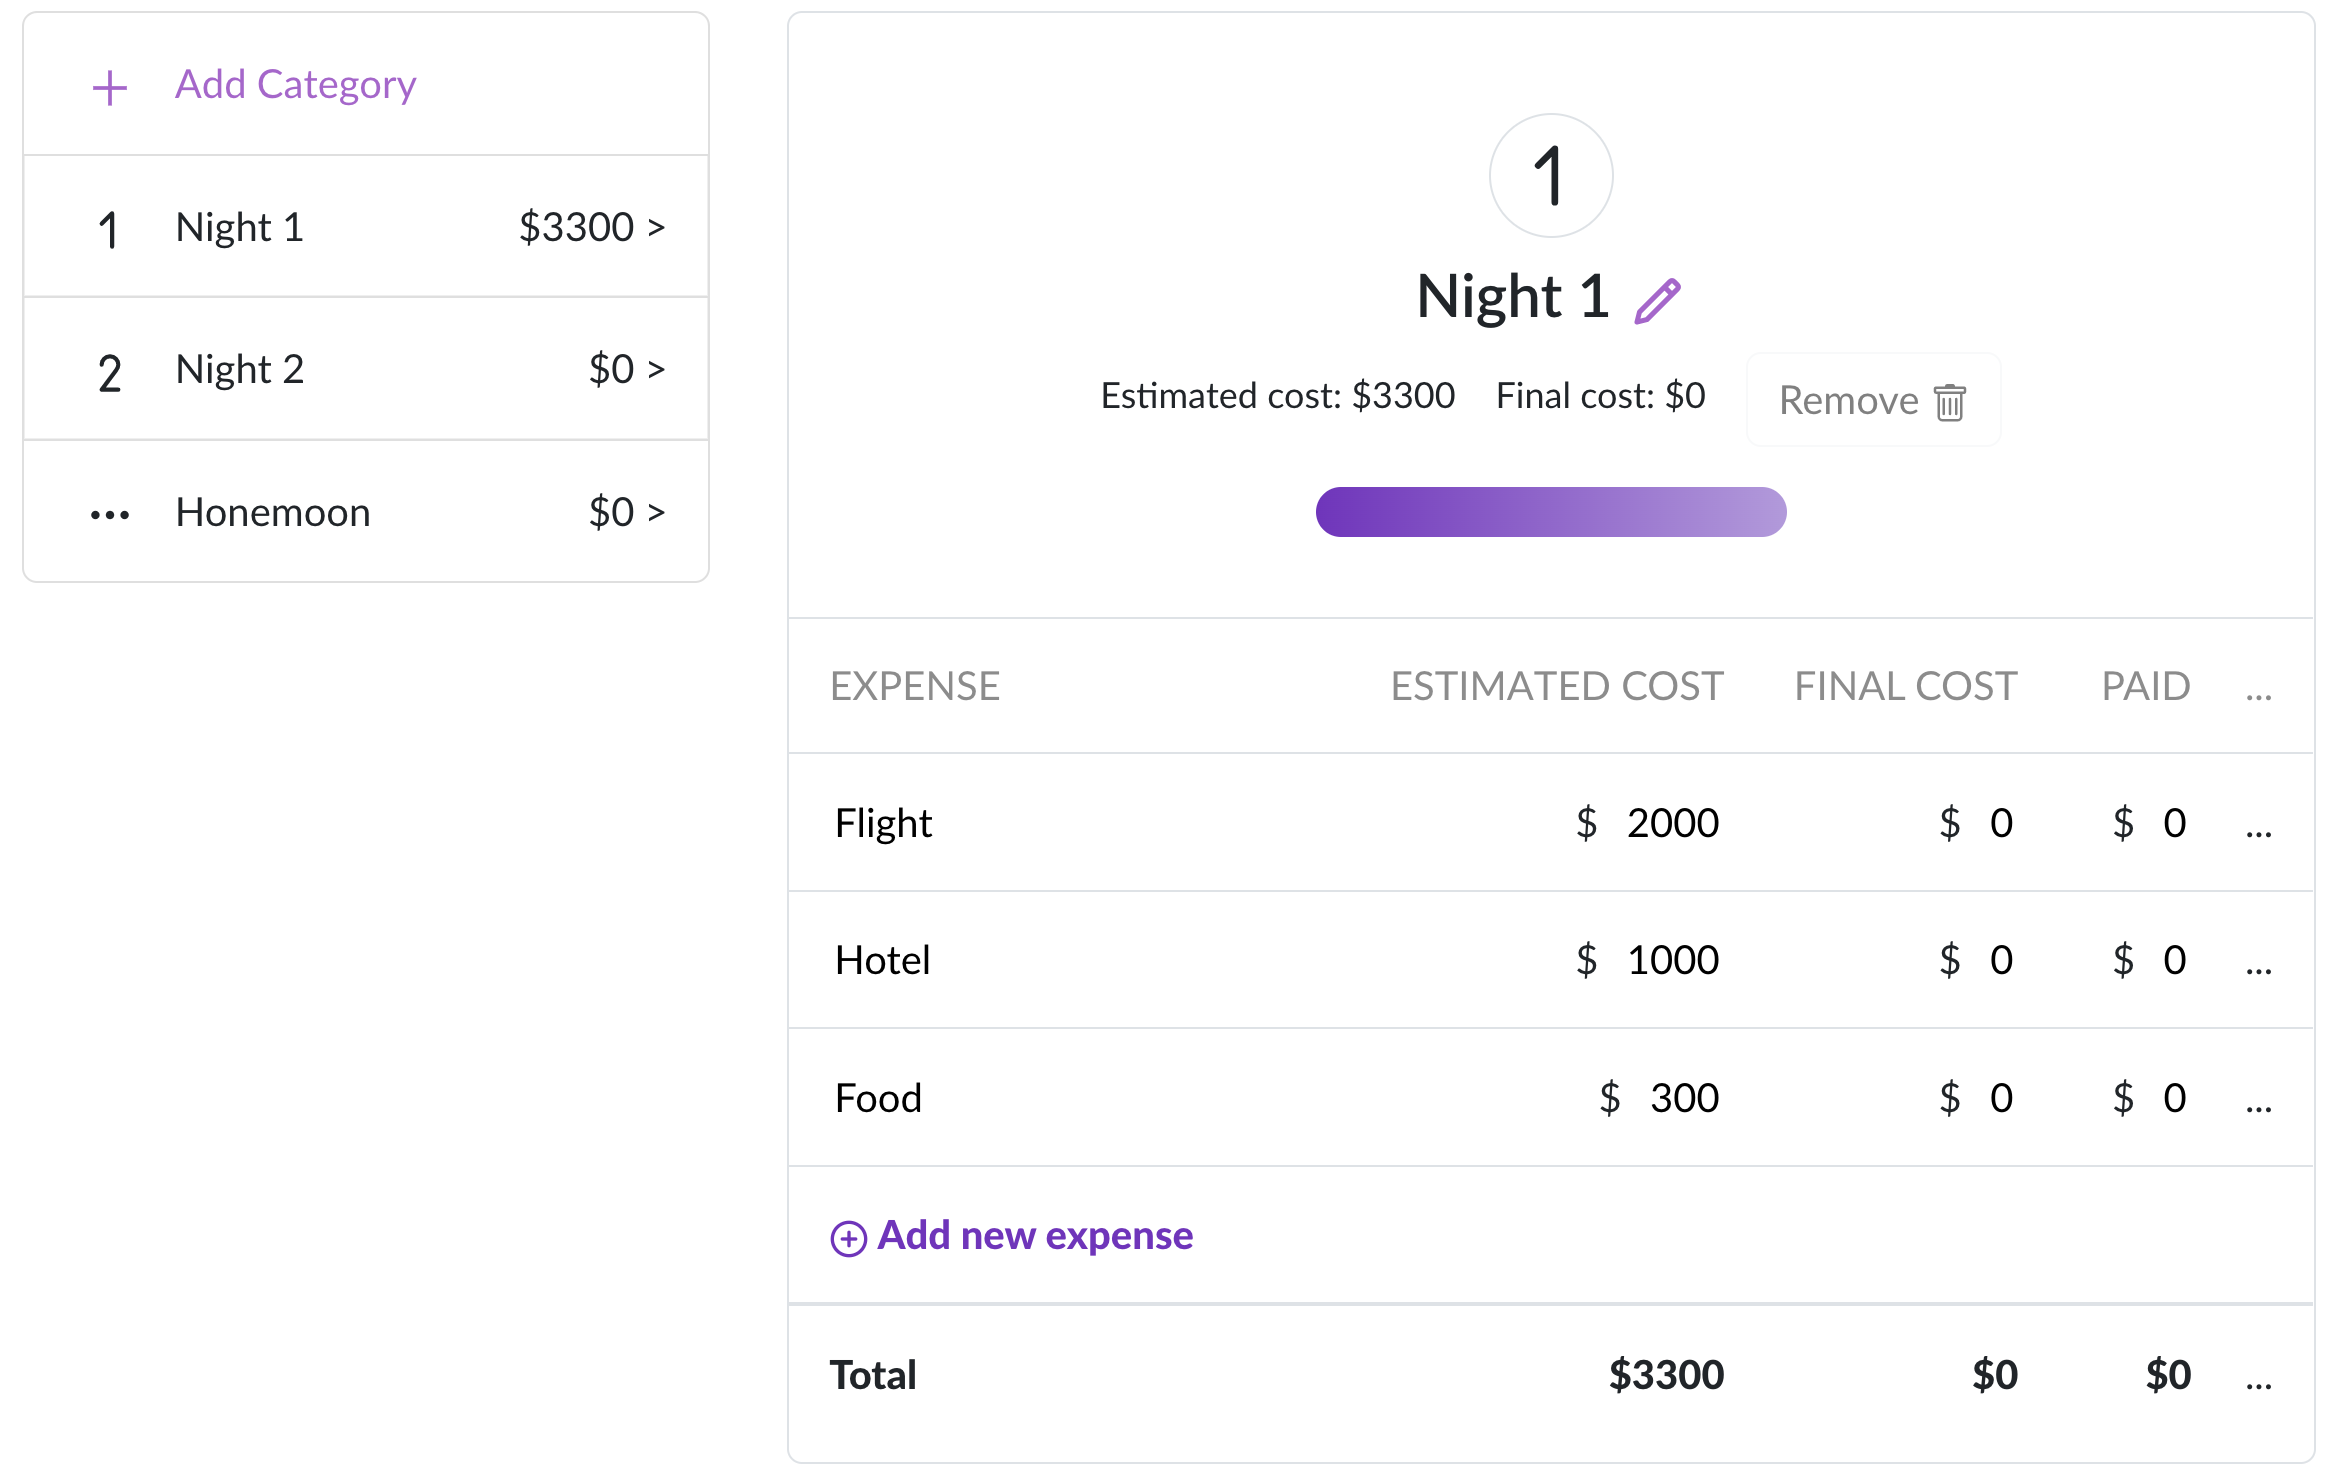 + Add Category
1 Night 1 $3300 >
2 Night 2 $0 >
... Honemoon $0 >
1
Night 1
Estimated cost: $3300 Final cost: $0 Remove
EXPENSE ESTIMATED COST FINAL COST PAID ...
Flight $ 2000 $ 0 $ 0 ...
Hotel $ 1000 $ 0 $ 0 ...
Food $ 300 $ 0 $ 0 ...
Add new expense
Total $3300 $0 $0 ...